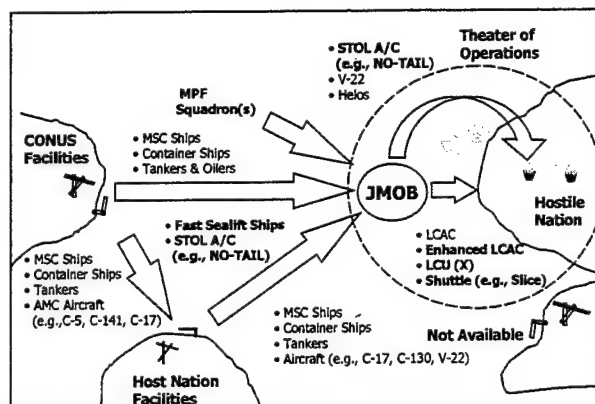 Theater of
Operations
• STOL A/C
(e.g., NO-TAIL)
• V-22
• Helos
MPF
Squadron(s)
CONUS
Facilities
• MSC Ships
• Container Ships
• Tankers & Oilers
JMOB
Hostile
Nation
• Fast Sealift Ships
• STOL A/C
(e.g., NO-TAIL)
• LCAC
• Enhanced LCAC
• LCU (X)
• Shuttle (e.g., Slice)
• MSC Ships
• Container Ships
• Tankers
• AMC Aircraft
(e.g.,C-5, C-141, C-17)
• MSC Ships
• Container Ships
• Tankers
• Aircraft (e.g., C-17, C-130, V-22)
Not Available
Host Nation
Facilities